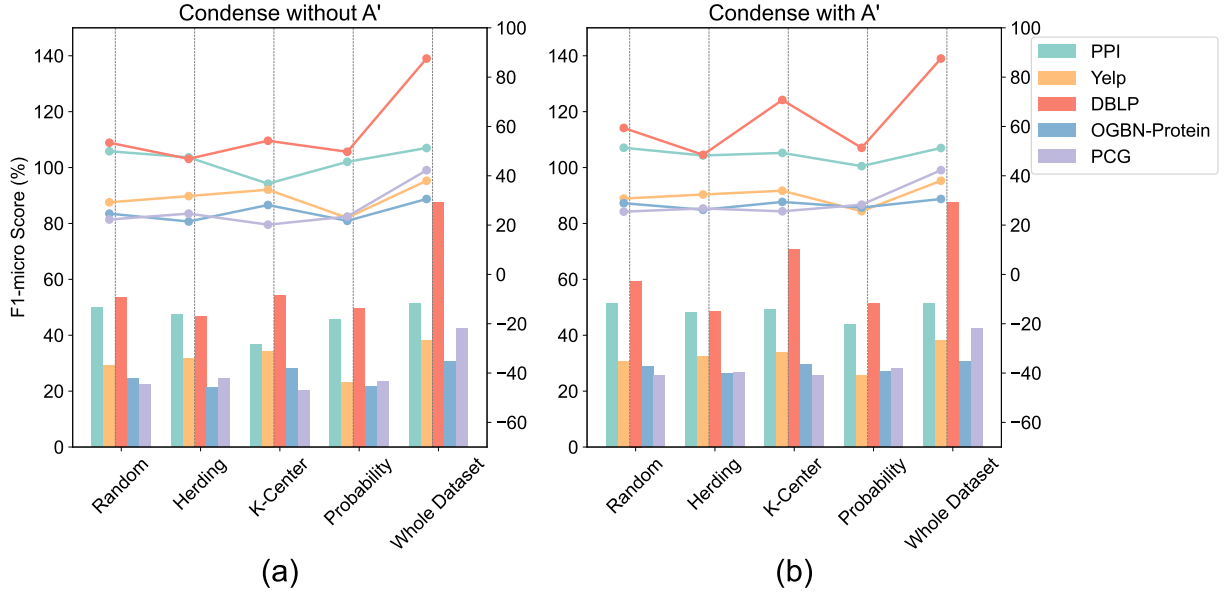 Condense without A'
Condense with A'
F1-micro Score (%)
140
120
100
80
60
40
20
0
100
80
60
40
20
0
−20
−40
−60
Random
Herding
K-Center
Probability
Whole Dataset
(a)
140
120
100
80
60
40
20
0
100
80
60
40
20
0
−20
−40
−60
Random
Herding
K-Center
Probability
Whole Dataset
(b)
PPI
Yelp
DBLP
OGBN-Protein
PCG